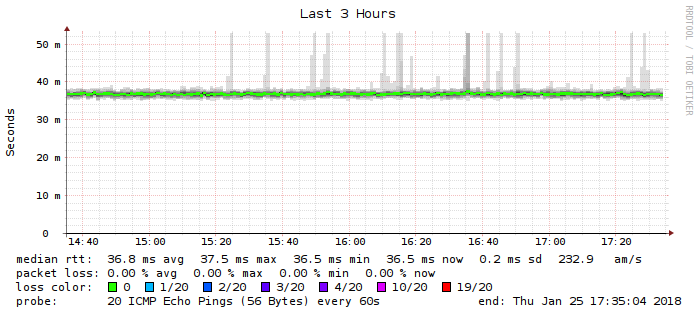 Last 3 Hours
RRDTOOL / TOBI OETIKER
Seconds
50 m
40 m
30 m
20 m
10 m
0
14:40 15:00 15:20 15:40 16:00 16:20 16:40 17:00 17:20
median rtt: 36.8 ms avg 37.5 ms max 36.5 ms min 36.5 ms now 0.2 ms sd 232.9 am/s
packet loss: 0.00 % avg 0.00 % max 0.00 % min 0.00 % now
loss color: 0 1/20 2/20 3/20 4/20 10/20 19/20
probe: 20 ICMP Echo Pings (56 Bytes) every 60s end: Thu Jan 25 17:35:04 2018